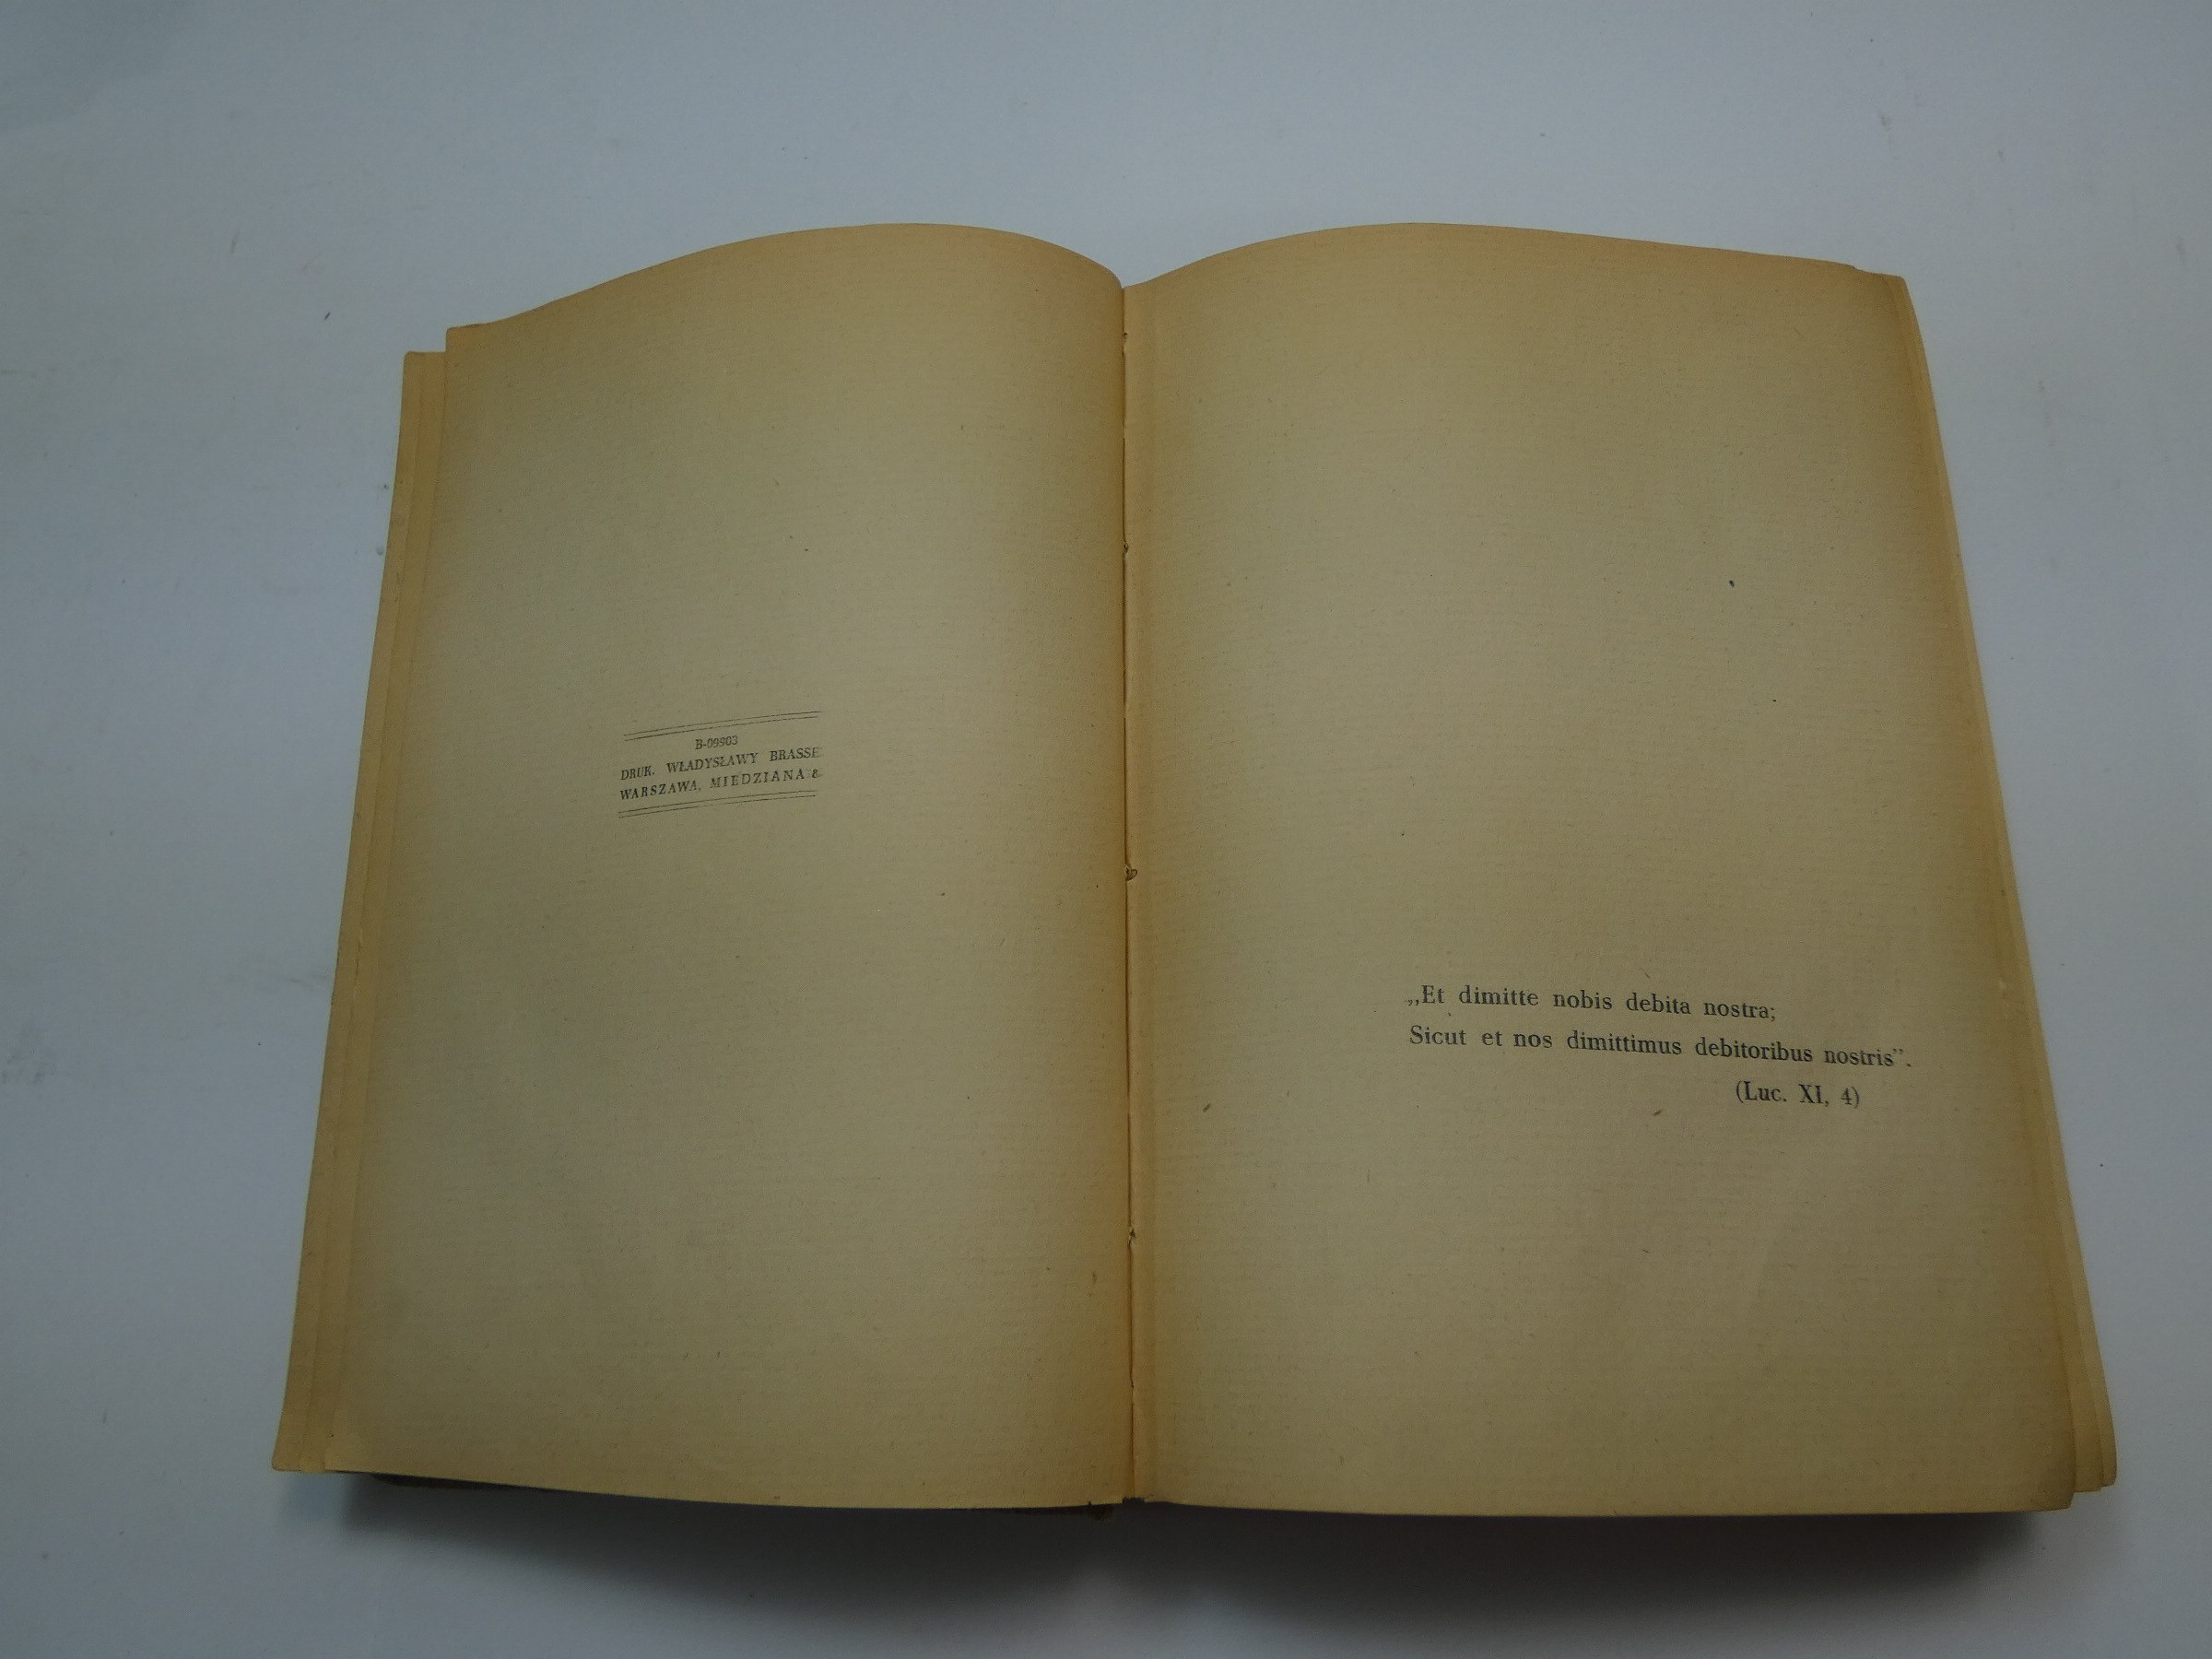 B-09903
DRUK. WŁADYSŁAWY BRASSE
WARSZAWA, MIEDZIANA
„Et dimitte nobis debita nostra;
Sicut et nos dimittimus debitoribus nostris”.
(Luc. XI, 4)